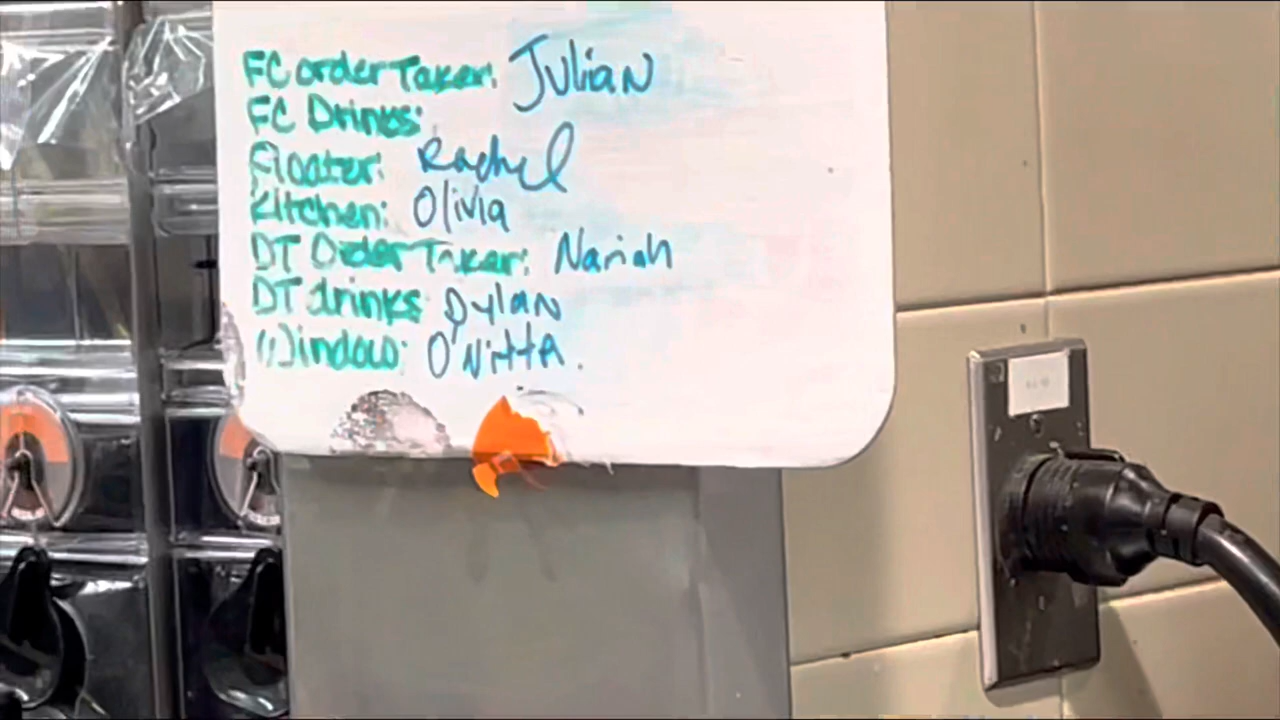 FC order Taker: Julian
FC Drinks:
Floater: Rachel
Kitchen: Olivia
DT Order Taker: Nariah
DT drinks: Dylan
Window: O'Nitta.